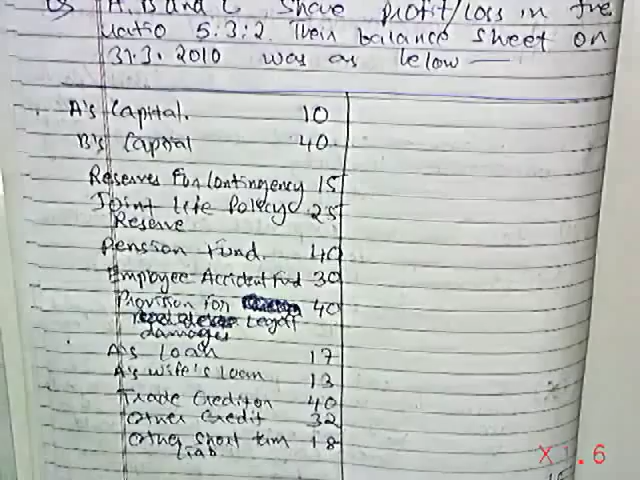 A, B and C Share Profit/loss in the
ratio 5:3:2. Their balance sheet on
31.3.2010 was as below —
A's Capital. 10
B's Capital 40
Reserves For Contingency 15
Joint Life Policy 25
Reserve
Pension Fund. 40
Employee Accident Fund 30
Provision for 40
Legal
damages
A's Loan 17
A's wife's loan 13
Trade Creditor 40
Other Credit 32
Other Short term 18
Liab
X1.6